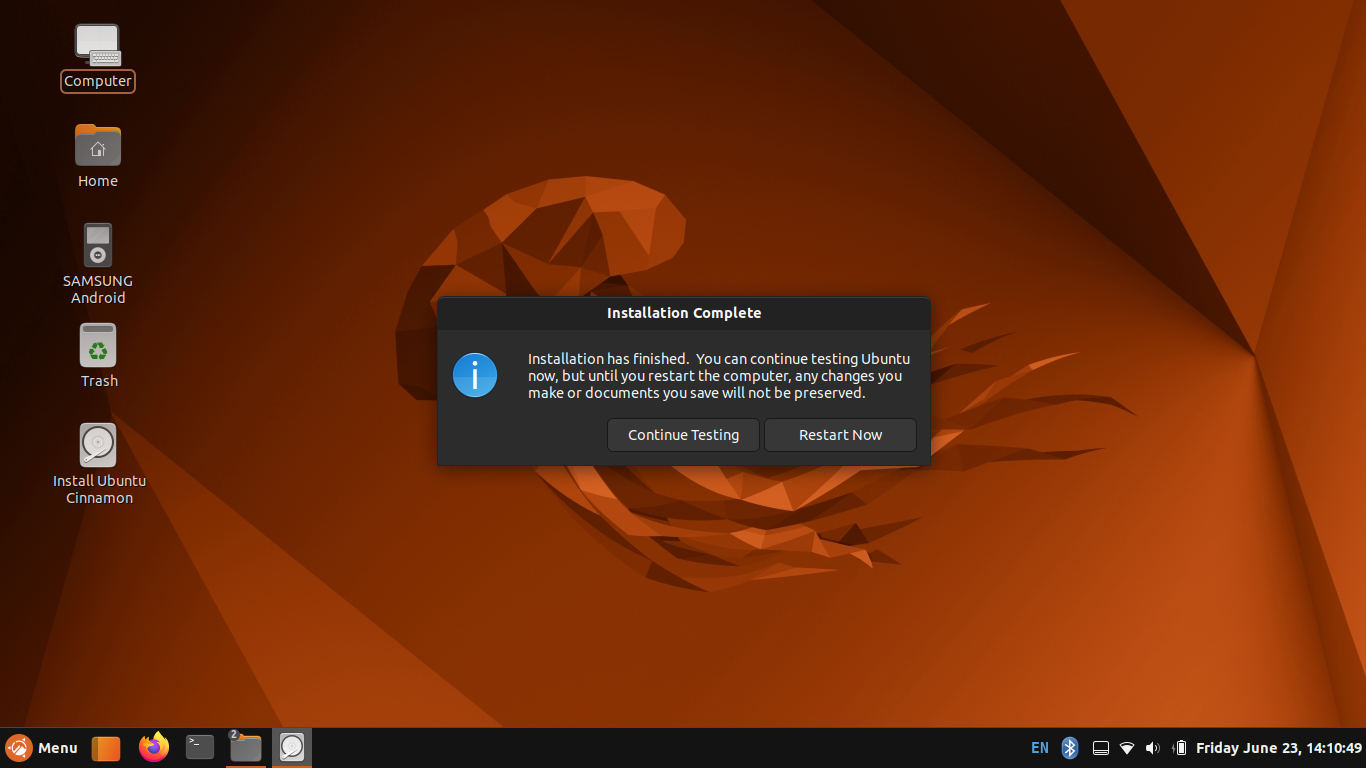 Computer
Home
SAMSUNG
Android
Trash
Install Ubuntu
Cinnamon
Installation Complete
Installation has finished.  You can continue testing Ubuntu
now, but until you restart the computer, any changes you
make or documents you save will not be preserved.
Continue Testing
Restart Now
Menu
>_
2
EN
Friday June 23, 14:10:49